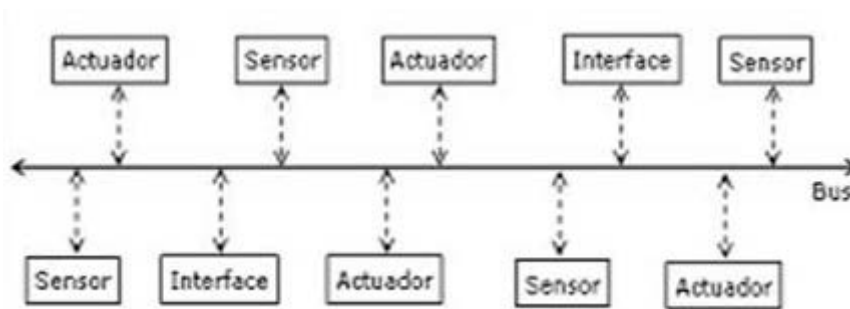 Actuador
Sensor
Actuador
Interface
Sensor
Bus
Sensor
Interface
Actuador
Sensor
Actuador